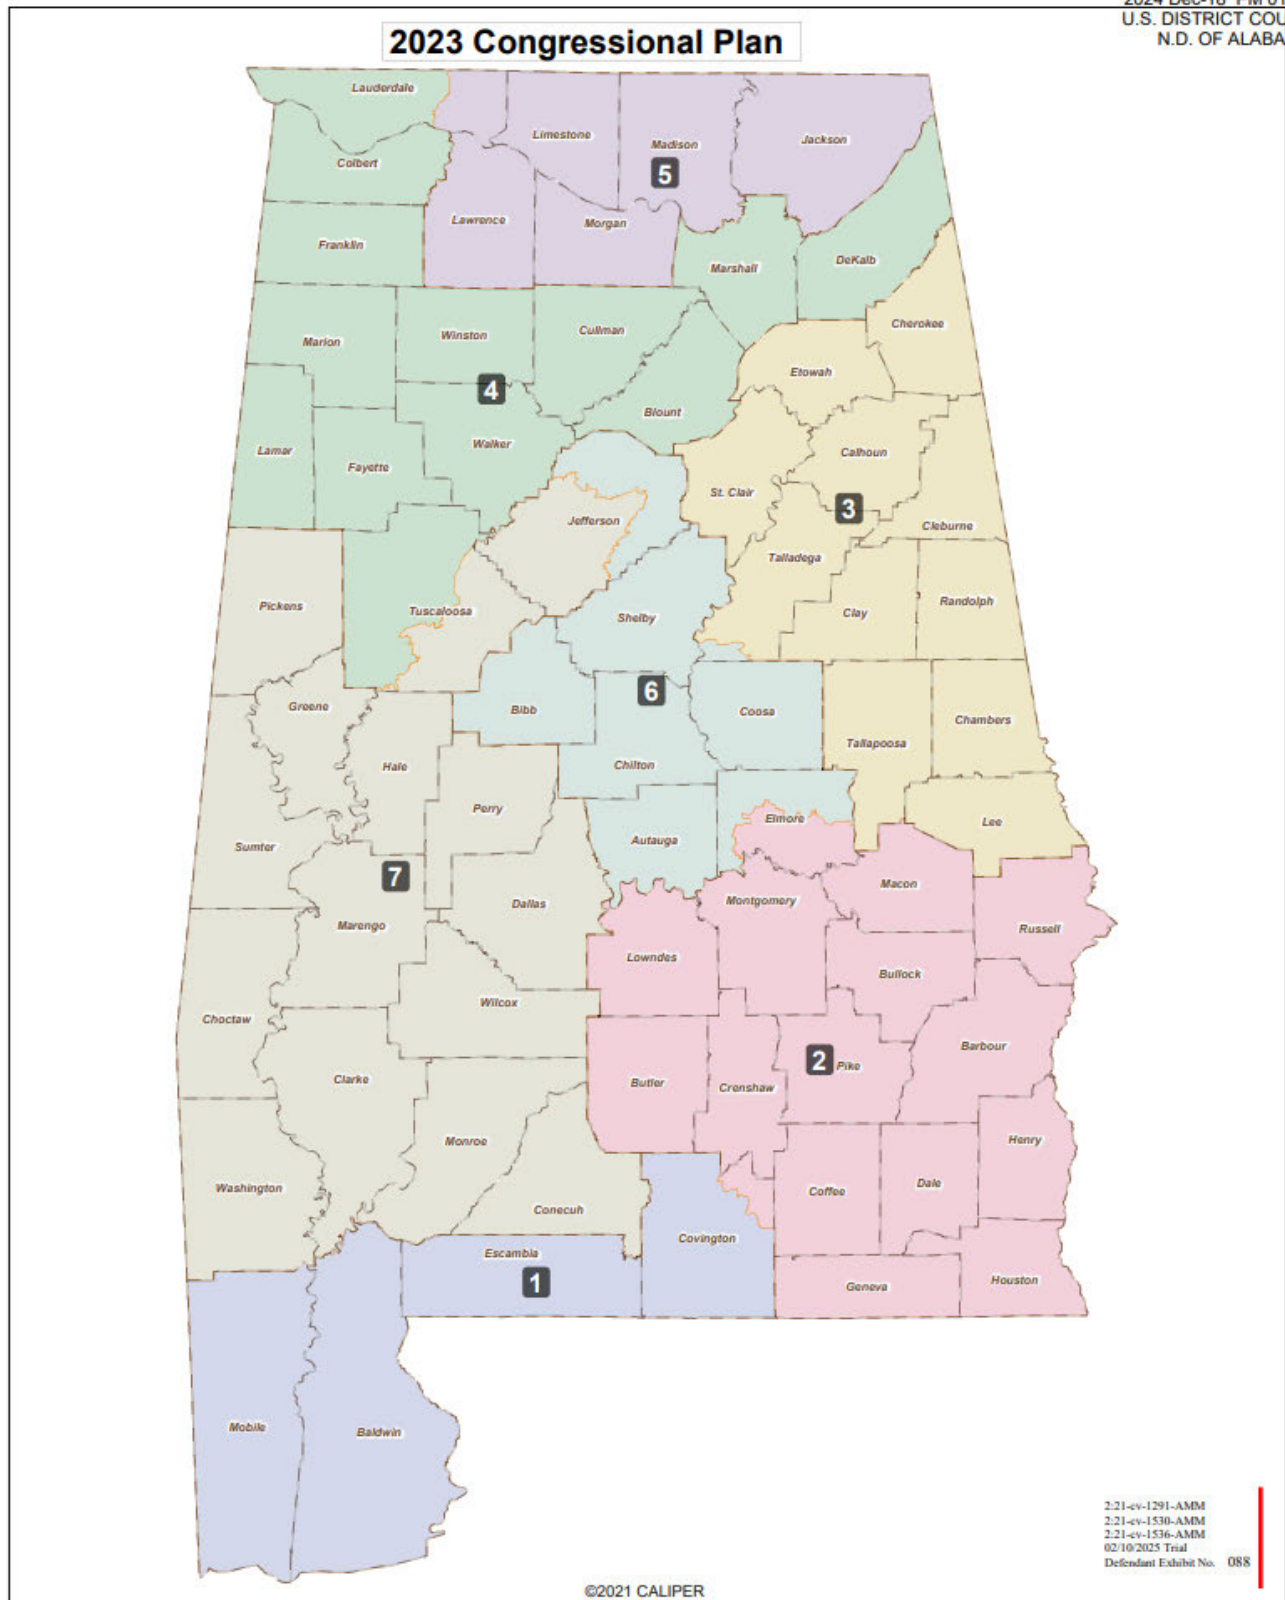 2024 Dec-18 PM 01
U.S. DISTRICT COU
N.D. OF ALABA
2023 Congressional Plan
Lauderdale
Limestone
Madison
Jackson
Colbert
5
Lawrence
Morgan
Franklin
DeKalb
Marshall
Cherokee
Marion
Winston
Cullman
Etowah
4
Blount
Walker
Lamar
Calhoun
Fayette
St. Clair
3
Jefferson
Cleburne
Talladega
Pickens
Tuscaloosa
Shelby
Clay
Randolph
6
Greene
Bibb
Coosa
Chambers
Tallapoosa
Hale
Chilton
Perry
Elmore
Lee
Sumter
Autauga
7
Macon
Dallas
Montgomery
Marengo
Russell
Lowndes
Bullock
Wilcox
Choctaw
Barbour
2 Pike
Clarke
Butler
Crenshaw
Monroe
Henry
Washington
Coffee
Dale
Conecuh
Covington
Escambia
1
Geneva
Houston
Mobile
Baldwin
2:21-cv-1291-AMM
2:21-cv-1530-AMM
2:21-cv-1536-AMM
02/10/2025 Trial
Defendant Exhibit No. 088
©2021 CALIPER